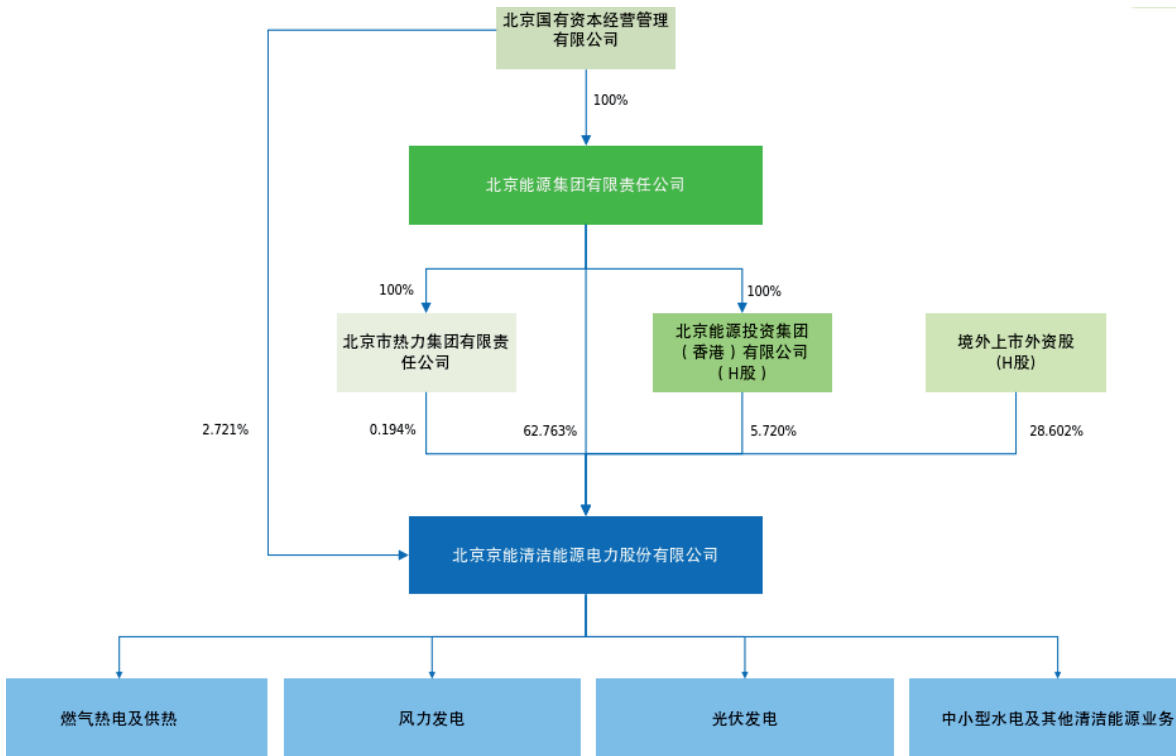 北京国有资本经营管理
有限公司
100%
北京能源集团有限责任公司
100%
100%
北京市热力集团有限责
任公司
北京能源投资集团
（香港）有限公司
（H股）
境外上市外资股
(H股)
2.721%
0.194%
62.763%
5.720%
28.602%
北京京能清洁能源电力股份有限公司
燃气热电及供热
风力发电
光伏发电
中小型水电及其他清洁能源业务